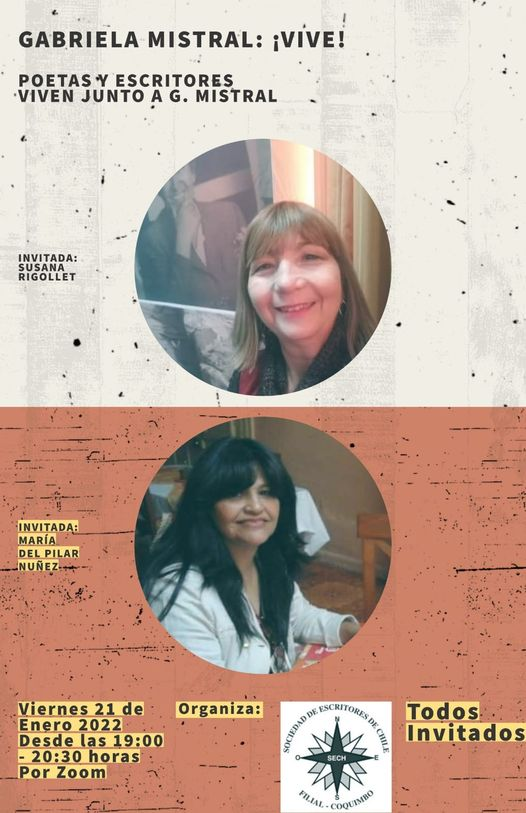 GABRIELA MISTRAL: ¡VIVE!
POETAS Y ESCRITORES
VIVEN JUNTO A G. MISTRAL
INVITADA:
SUSANA
RIGOLLET
INVITADA:
MARÍA
DEL PILAR
NUÑEZ
Viernes 21 de
Enero 2022
Desde las 19:00
- 20:30 horas
Por Zoom
Organiza:
SOCIEDAD DE ESCRITORES DE CHILE
N
O
SECH
E
S
FILIAL - COQUIMBO
Todos
Invitados